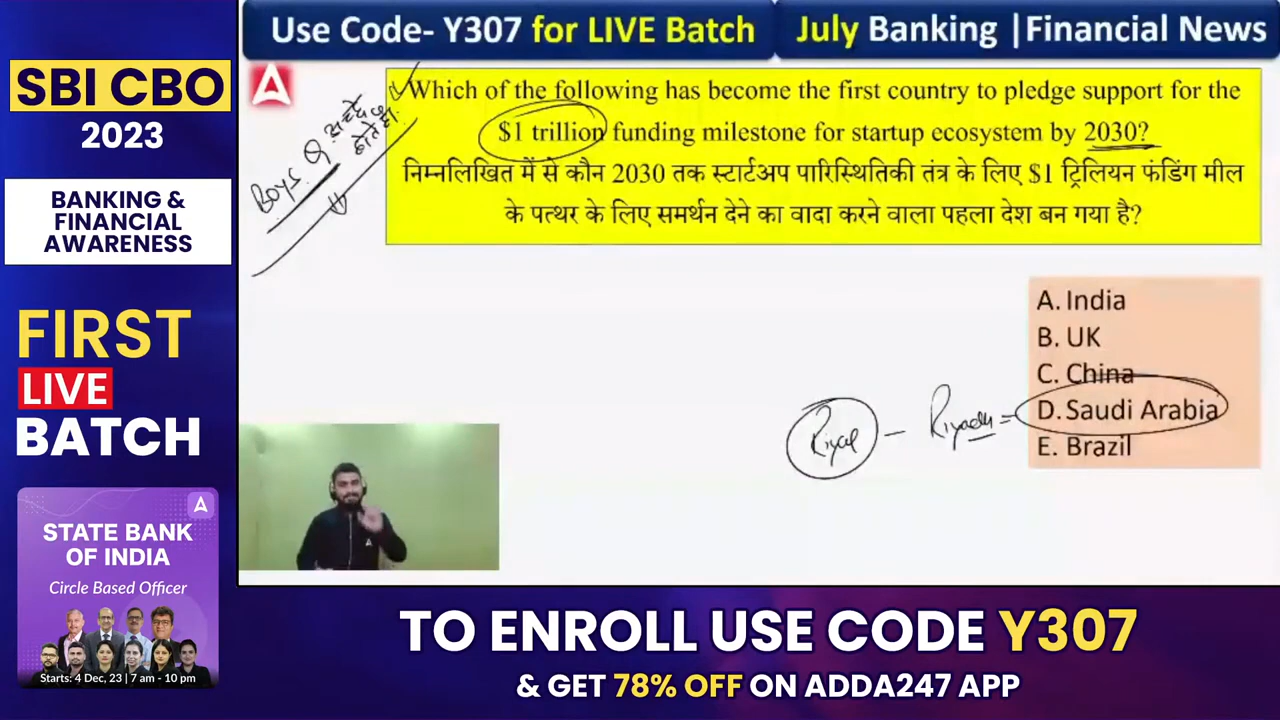 Use Code- Y307 for LIVE Batch
July Banking |Financial News
SBI CBO
2023
BANKING &
FINANCIAL
AWARENESS
FIRST
LIVE
BATCH
STATE BANK
OF INDIA
Circle Based Officer
Starts: 4 Dec, 23 | 7 am - 10 pm
Which of the following has become the first country to pledge support for the
$1 trillion funding milestone for startup ecosystem by 2030?
निम्नलिखित में से कौन 2030 तक स्टार्टअप पारिस्थितिकी तंत्र के लिए $1 ट्रिलियन फंडिंग मील
के पत्थर के लिए समर्थन देने का वादा करने वाला पहला देश बन गया है?
Boys
A. India
B. UK
C. China
D. Saudi Arabia
E. Brazil
Riyal – Riyadh =
TO ENROLL USE CODE Y307
& GET 78% OFF ON ADDA247 APP